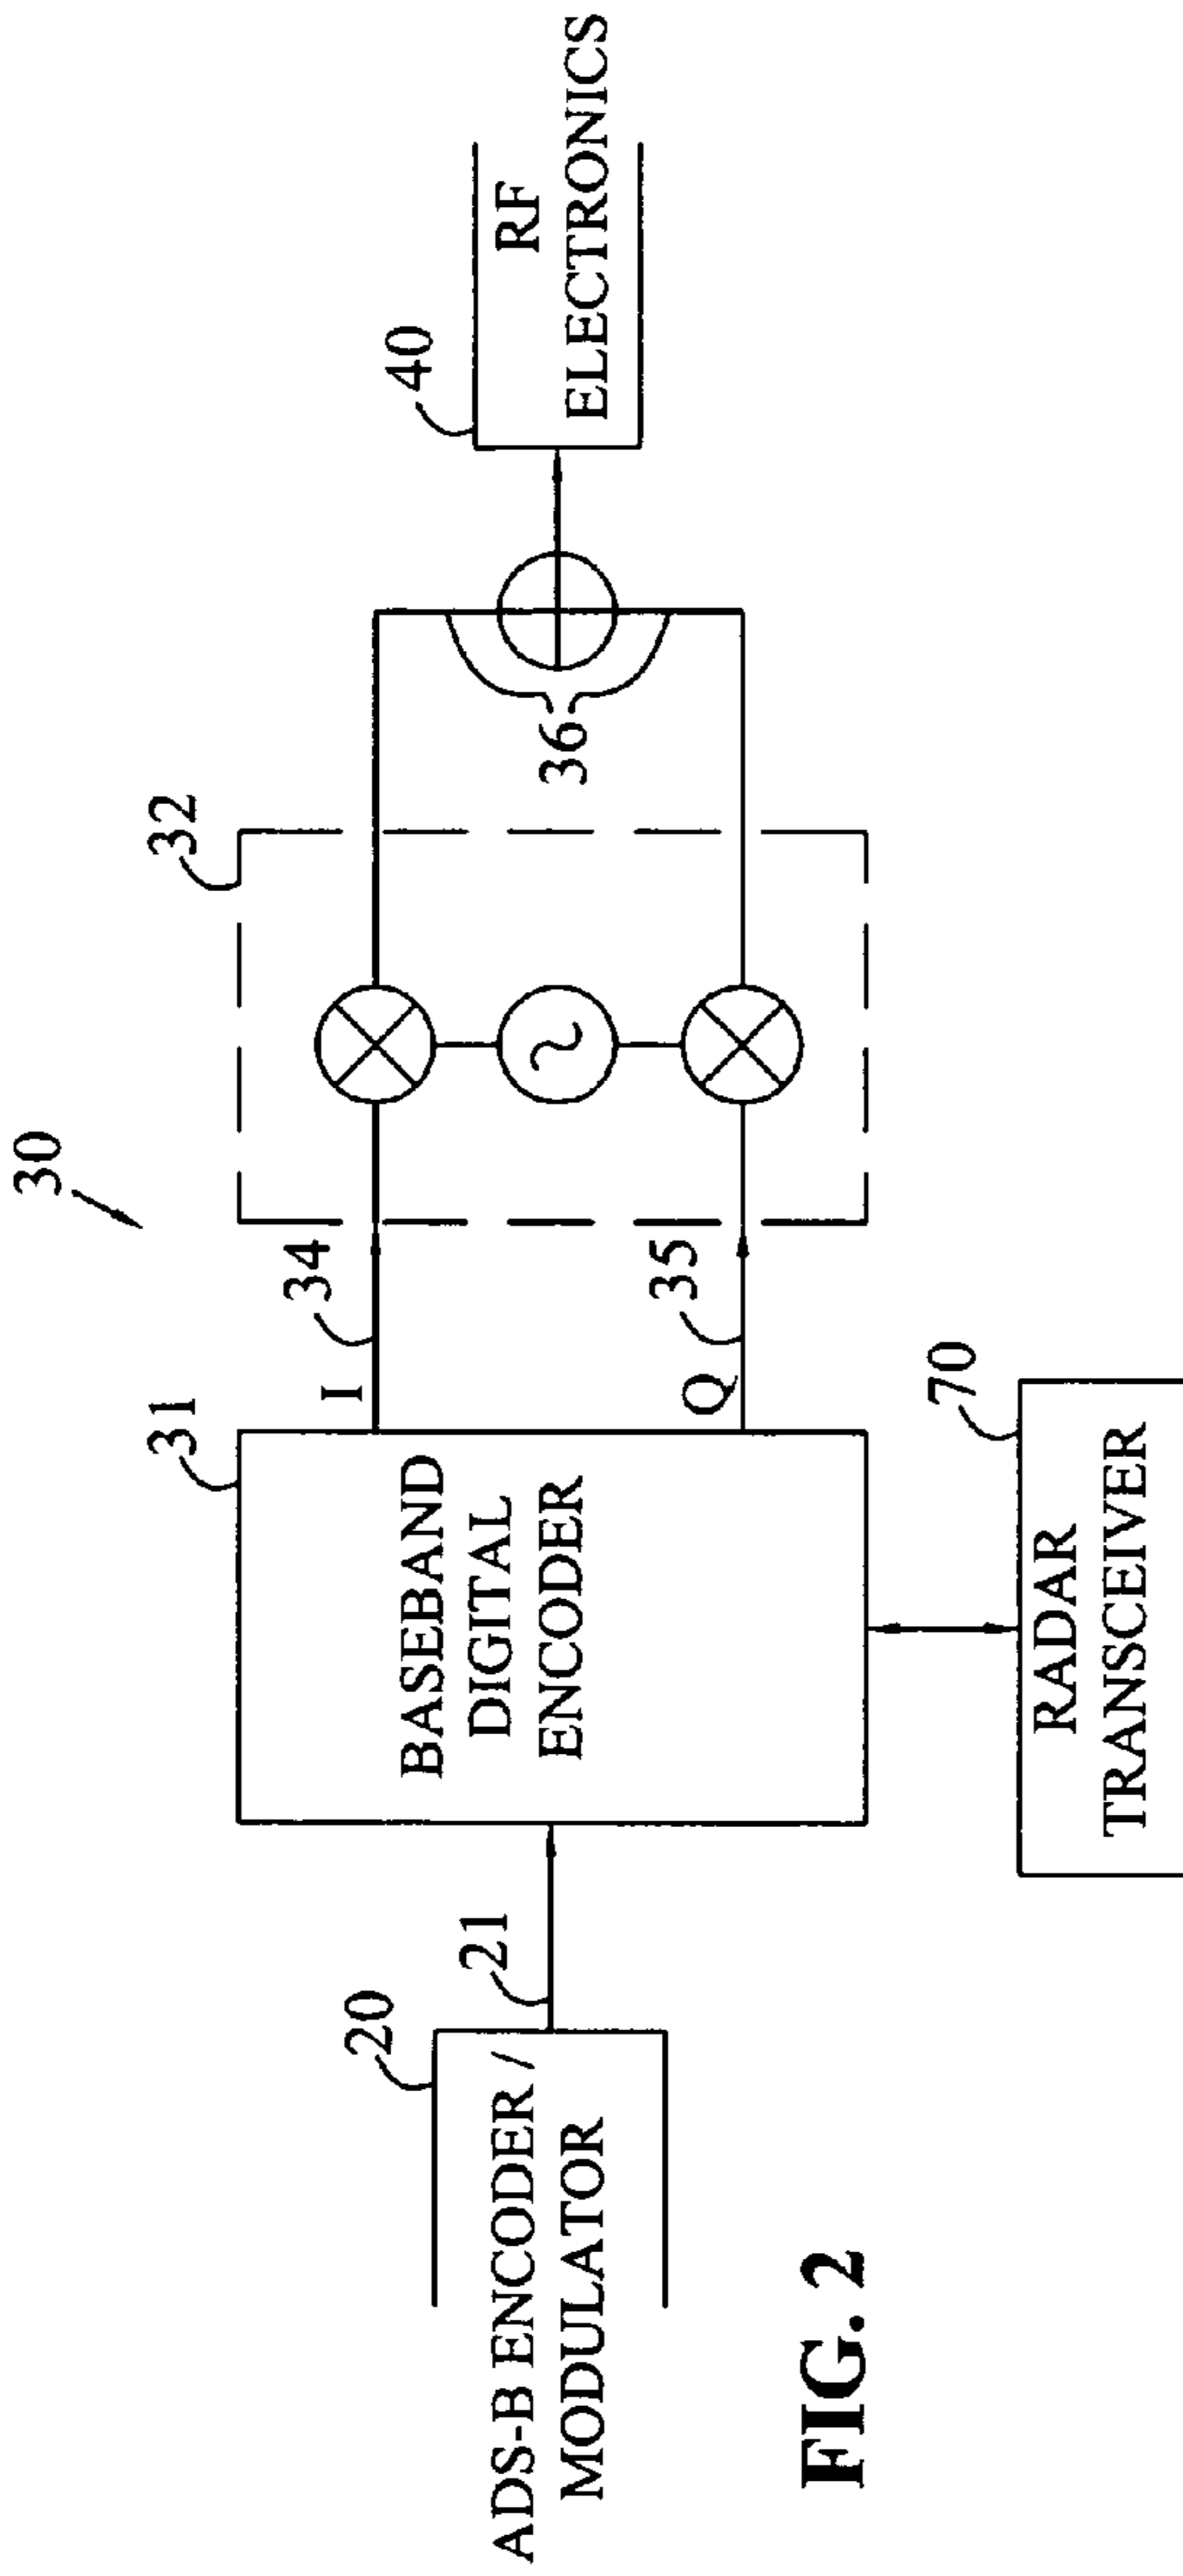 30
20
ADS-B ENCODER /
MODULATOR
21
31
BASEBAND
DIGITAL
ENCODER
I
34
Q
35
32
36
40
RF
ELECTRONICS
70
RADAR
TRANSCEIVER
FIG. 2